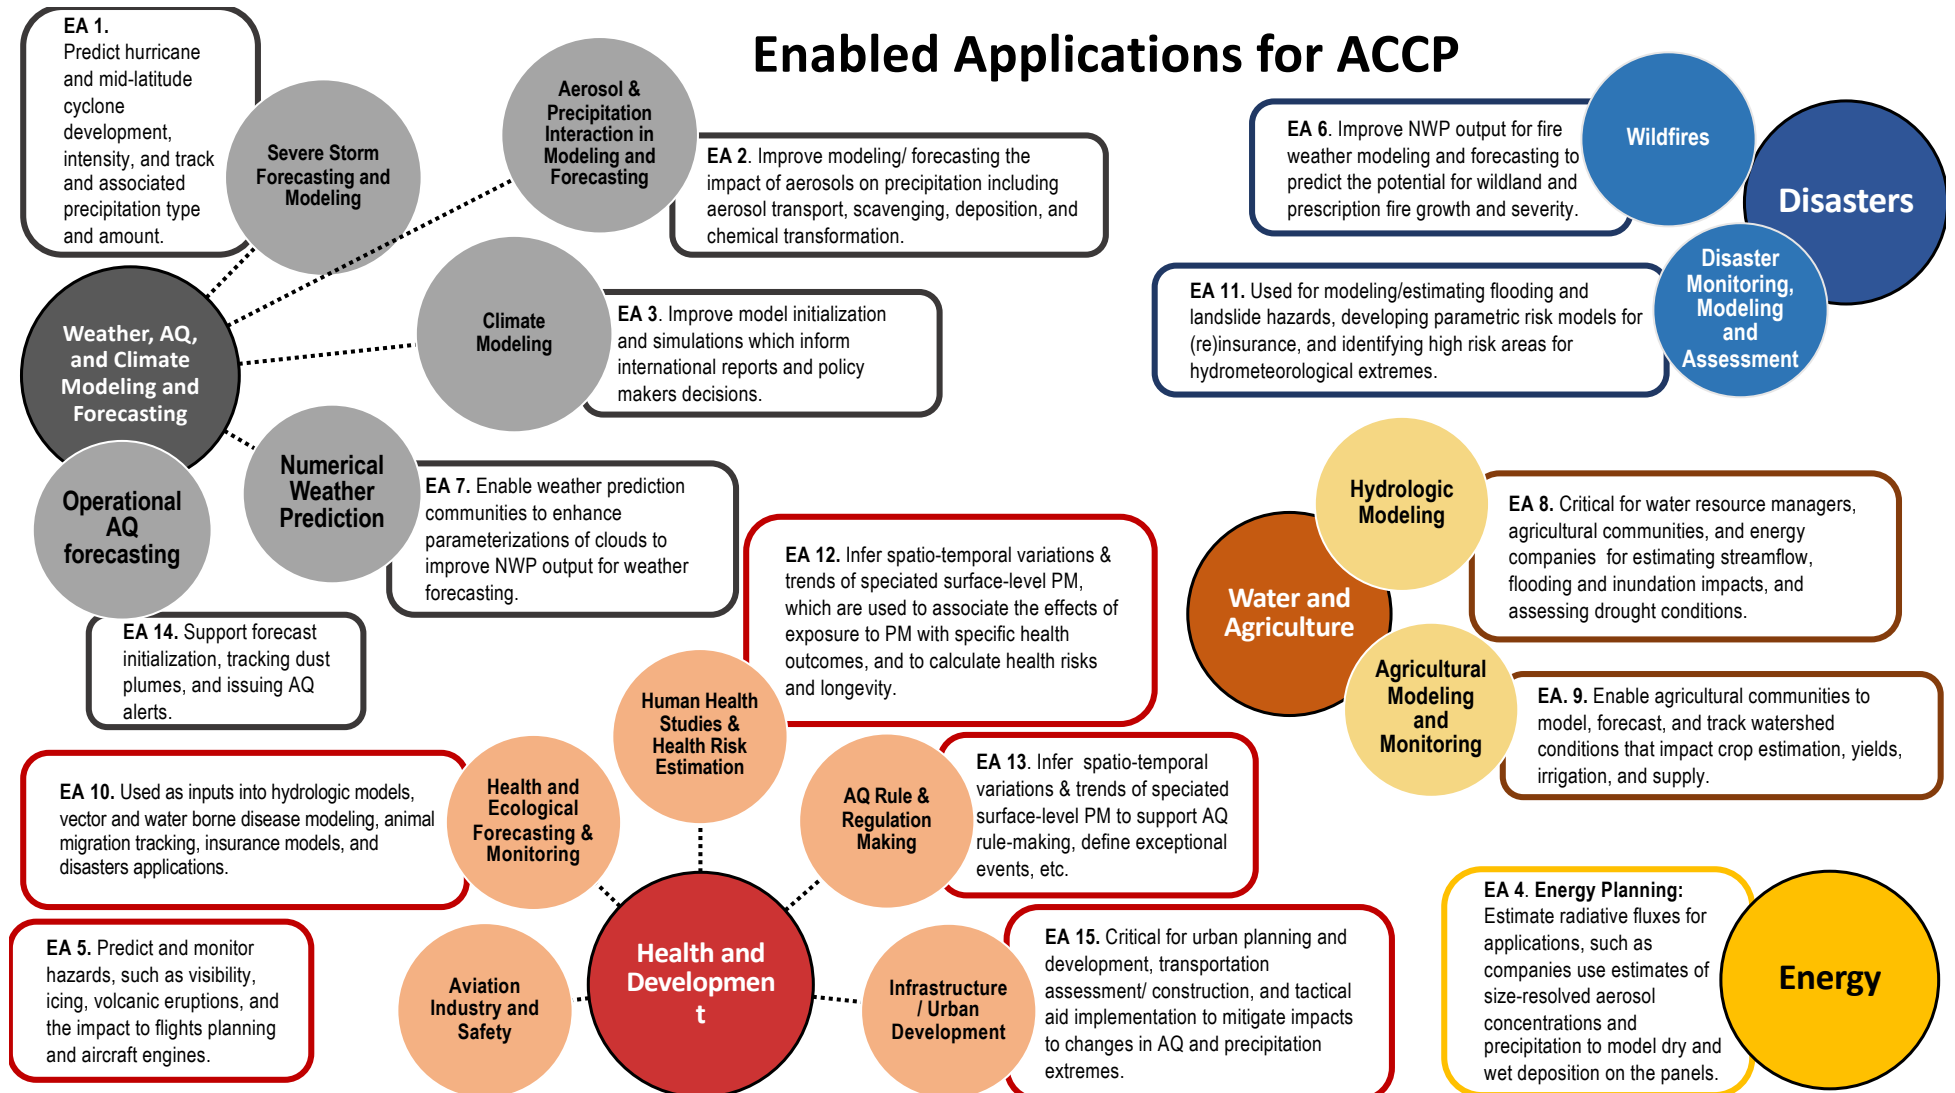 Enabled Applications for ACCP
EA 1.
Predict hurricane
and mid-latitude
cyclone
development,
intensity, and track
and associated
precipitation type
and amount.
Severe Storm
Forecasting and
Modeling
Aerosol &
Precipitation
Interaction in
Modeling and
Forecasting
EA 2. Improve modeling/ forecasting the
impact of aerosols on precipitation including
aerosol transport, scavenging, deposition, and
chemical transformation.
Climate
Modeling
EA 3. Improve model initialization
and simulations which inform
international reports and policy
makers decisions.
Weather, AQ,
and Climate
Modeling and
Forecasting
Numerical
Weather
Prediction
EA 7. Enable weather prediction
communities to enhance
parameterizations of clouds to
improve NWP output for weather
forecasting.
Operational
AQ
forecasting
EA 14. Support forecast
initialization, tracking dust
plumes, and issuing AQ
alerts.
EA 6. Improve NWP output for fire
weather modeling and forecasting to
predict the potential for wildland and
prescription fire growth and severity.
Wildfires
Disasters
EA 11. Used for modeling/estimating flooding and
landslide hazards, developing parametric risk models for
(re)insurance, and identifying high risk areas for
hydrometeorological extremes.
Disaster
Monitoring,
Modeling
and
Assessment
Hydrologic
Modeling
EA 8. Critical for water resource managers,
agricultural communities, and energy
companies  for estimating streamflow,
flooding and inundation impacts, and
assessing drought conditions.
Water and
Agriculture
Agricultural
Modeling
and
Monitoring
EA. 9. Enable agricultural communities to
model, forecast, and track watershed
conditions that impact crop estimation, yields,
irrigation, and supply.
EA 12. Infer spatio-temporal variations &
trends of speciated surface-level PM,
which are used to associate the effects of
exposure to PM with specific health
outcomes, and to calculate health risks
and longevity.
Human Health
Studies &
Health Risk
Estimation
EA 10. Used as inputs into hydrologic models,
vector and water borne disease modeling, animal
migration tracking, insurance models, and
disasters applications.
Health and
Ecological
Forecasting &
Monitoring
AQ Rule &
Regulation
Making
EA 13. Infer  spatio-temporal
variations & trends of speciated
surface-level PM to support AQ
rule-making, define exceptional
events, etc.
EA 5. Predict and monitor
hazards, such as visibility,
icing, volcanic eruptions, and
the impact to flights planning
and aircraft engines.
Aviation
Industry and
Safety
Health and
Developmen
t
Infrastructure
/ Urban
Development
EA 15. Critical for urban planning and
development, transportation
assessment/ construction, and tactical
aid implementation to mitigate impacts
to changes in AQ and precipitation
extremes.
EA 4. Energy Planning:
Estimate radiative fluxes for
applications, such as
companies use estimates of
size-resolved aerosol
concentrations and
precipitation to model dry and
wet deposition on the panels.
Energy